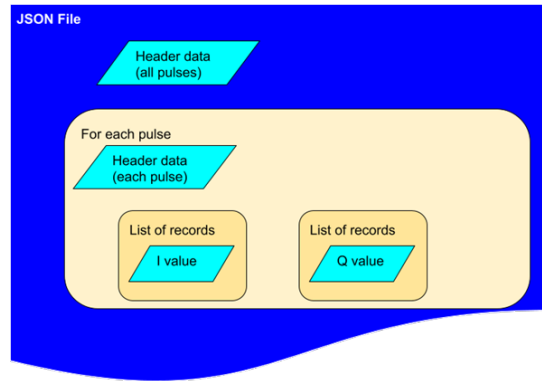 JSON File
Header data
(all pulses)
For each pulse
Header data
(each pulse)
List of records
I value
List of records
Q value